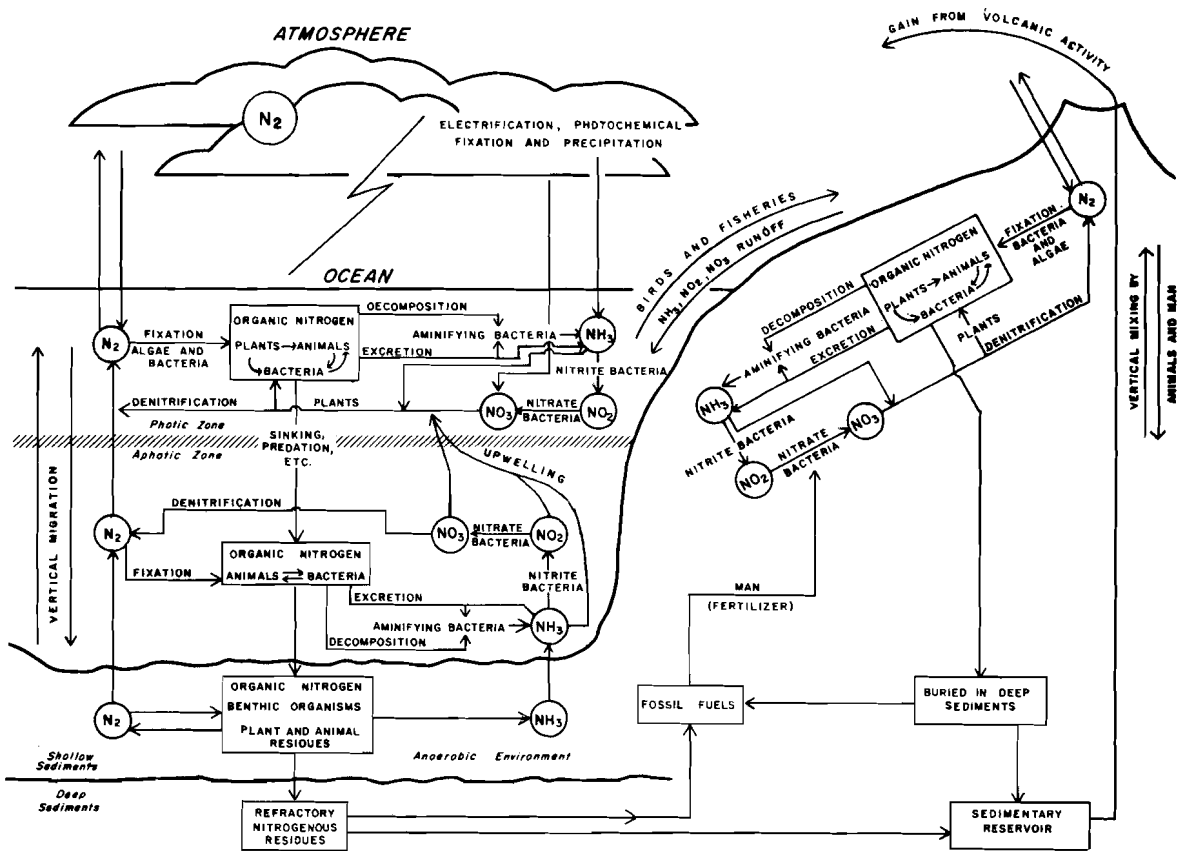 ATMOSPHERE
GAIN FROM VOLCANIC ACTIVITY
N2
ELECTRIFICATION, PHOTOCHEMICAL
FIXATION AND PRECIPITATION
OCEAN
BIRDS AND FISHERIES
NH3, NO2, NO3 RUNOFF
N2
FIXATION
ALGAE AND
BACTERIA
ORGANIC NITROGEN
PLANTS → ANIMALS
BACTERIA
DECOMPOSITION
AMINIFYING BACTERIA
EXCRETION
NH3
NITRITE BACTERIA
DENITRIFICATION
PLANTS
NO3
NITRATE
BACTERIA
NO2
Photic Zone
Aphotic Zone
SINKING,
PREDATION,
ETC.
UPWELLING
VERTICAL MIGRATION
DENITRIFICATION
N2
NO3
NITRATE
BACTERIA
NO2
FIXATION
ORGANIC NITROGEN
ANIMALS ⇄ BACTERIA
NITRITE
BACTERIA
EXCRETION
AMINIFYING BACTERIA
DECOMPOSITION
NH3
N2
ORGANIC NITROGEN
BENTHIC ORGANISMS
PLANT AND ANIMAL
RESIDUES
NH3
Shallow
Sediments
Anaerobic Environment
Deep
Sediments
REFRACTORY
NITROGENOUS
RESIDUES
N2
FIXATION
BACTERIA
AND
ALGAE
ORGANIC NITROGEN
PLANTS → ANIMALS
BACTERIA
DECOMPOSITION
AMINIFYING BACTERIA
EXCRETION
PLANTS
DENITRIFICATION
NH3
NITRITE BACTERIA
NO2
NITRATE
BACTERIA
NO3
VERTICAL MIXING BY
ANIMALS AND MAN
MAN
(FERTILIZER)
FOSSIL FUELS
BURIED IN DEEP
SEDIMENTS
SEDIMENTARY
RESERVOIR